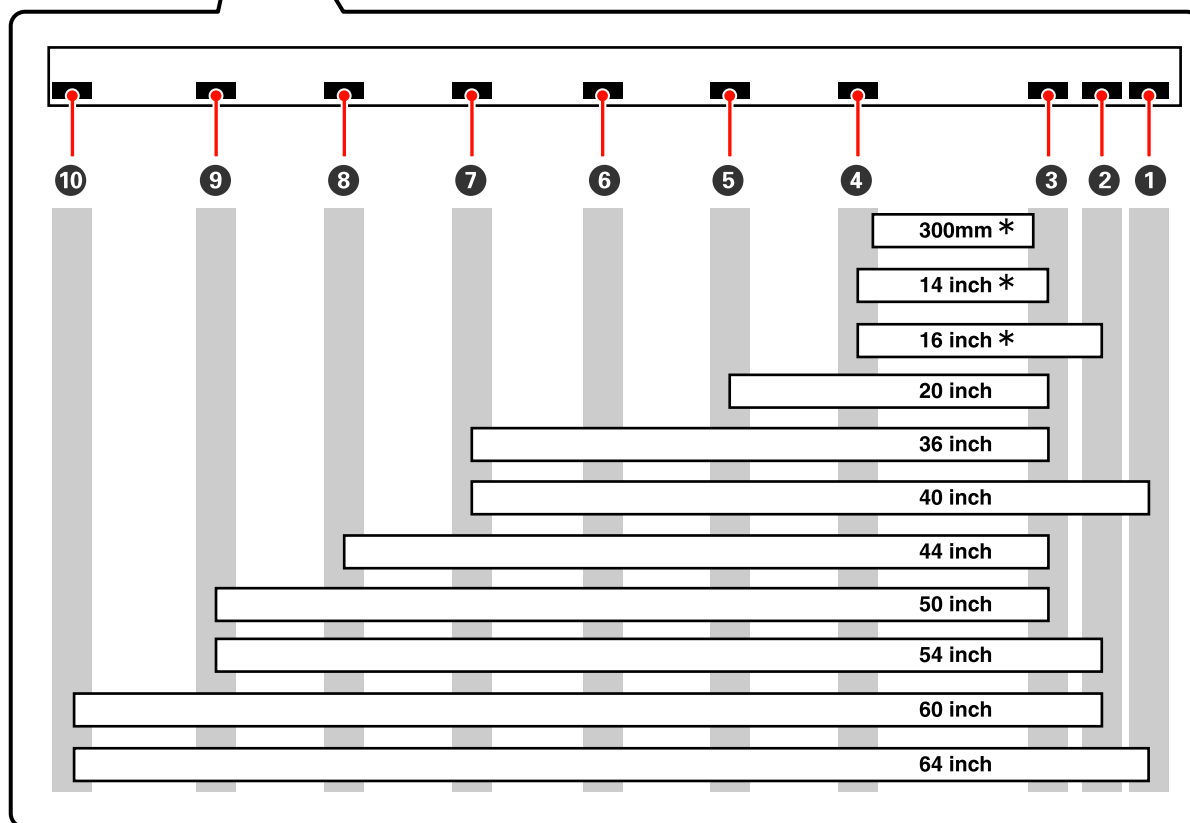 10 9 8 7 6 5 4 3 2 1
300mm *
14 inch *
16 inch *
20 inch
36 inch
40 inch
44 inch
50 inch
54 inch
60 inch
64 inch